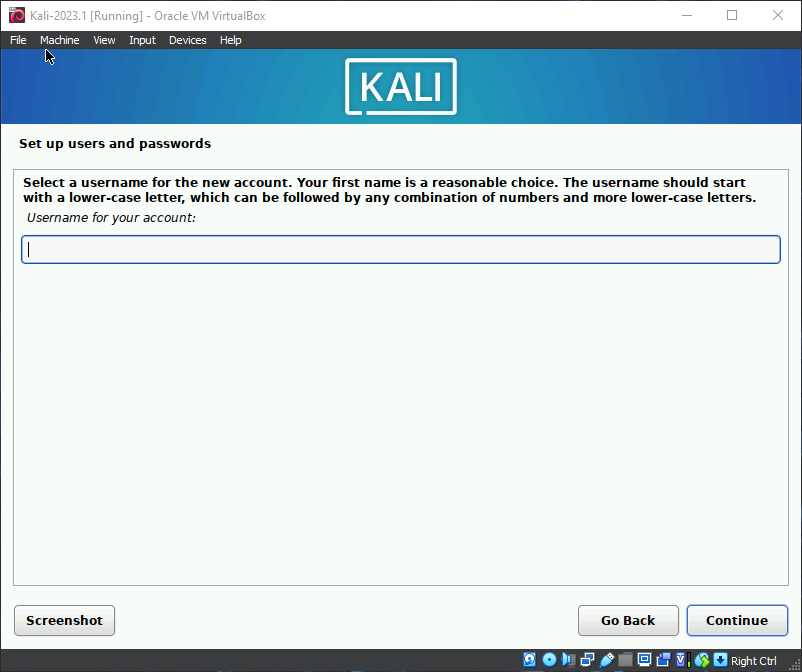 Kali-2023.1 [Running] - Oracle VM VirtualBox
File Machine View Input Devices Help
KALI
Set up users and passwords
Select a username for the new account. Your first name is a reasonable choice. The username should start
with a lower-case letter, which can be followed by any combination of numbers and more lower-case letters.
Username for your account:
Screenshot Go Back Continue
Right Ctrl